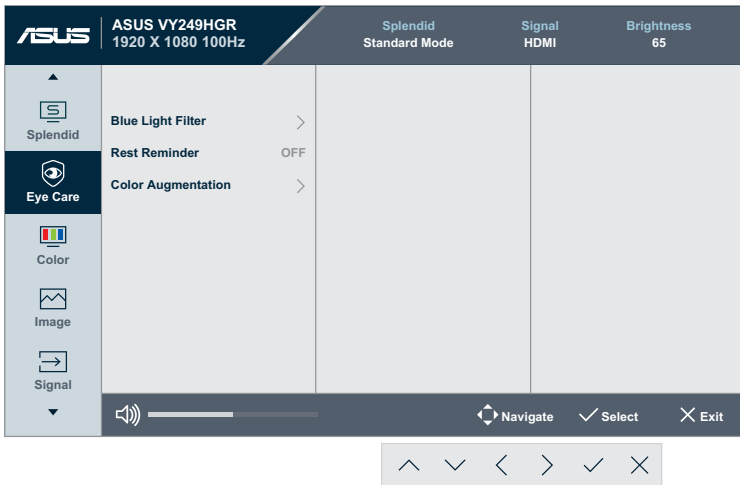 ASUS
ASUS VY249HGR
1920 X 1080 100Hz
Splendid
Standard Mode
Signal
HDMI
Brightness
65
Splendid
Eye Care
Color
Image
Signal
Blue Light Filter
Rest Reminder OFF
Color Augmentation
Navigate
Select
Exit